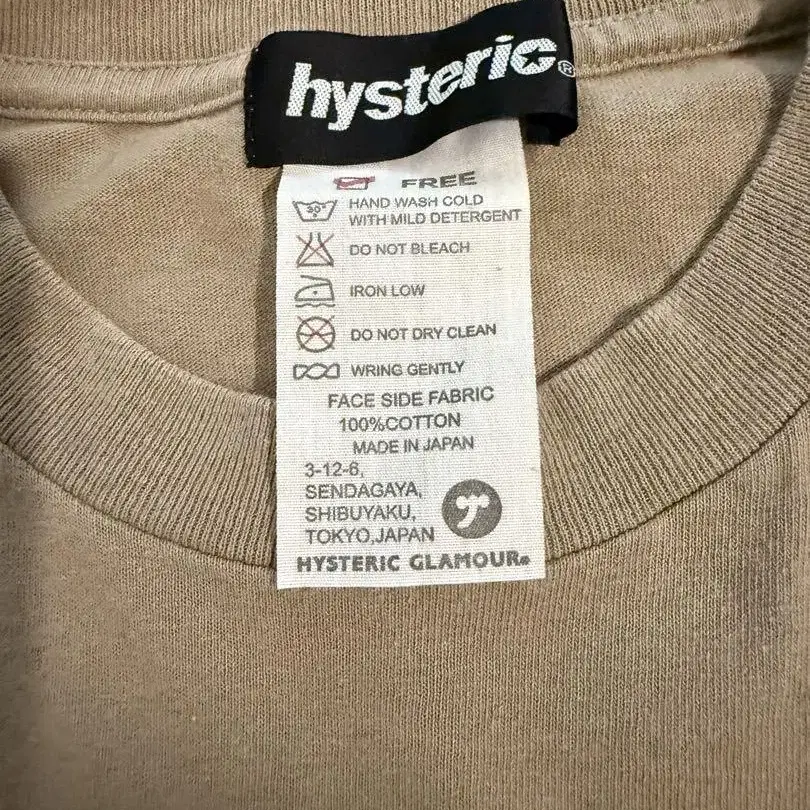 hysteric®
FREE
30°
HAND WASH COLD
WITH MILD DETERGENT
DO NOT BLEACH
IRON LOW
DO NOT DRY CLEAN
WRING GENTLY
FACE SIDE FABRIC
100%COTTON
MADE IN JAPAN
3-12-6,
SENDAGAYA,
SHIBUYAKU,
TOKYO,JAPAN
HYSTERIC GLAMOUR®